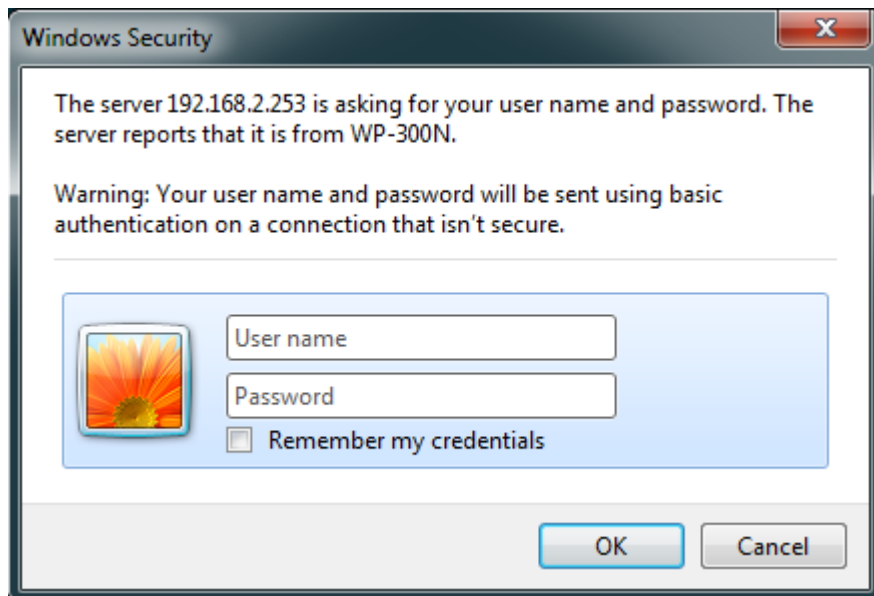 Windows Security
The server 192.168.2.253 is asking for your user name and password. The
server reports that it is from WP-300N.
Warning: Your user name and password will be sent using basic
authentication on a connection that isn't secure.
User name
Password
Remember my credentials
OK
Cancel